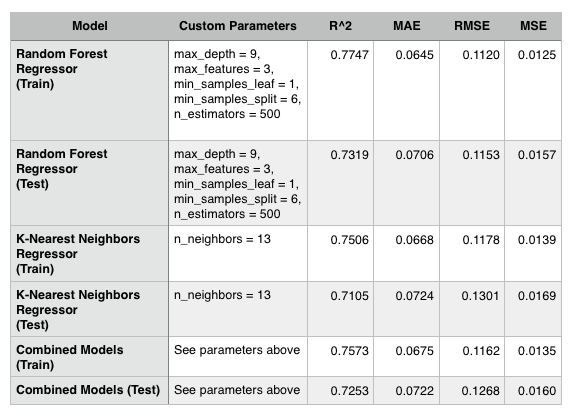 Model Custom Parameters R^2 MAE RMSE MSE
Random Forest max_depth = 9, 0.7747 0.0645 0.1120 0.0125
Regressor max_features = 3,
(Train) min_samples_leaf = 1,
min_samples_split = 6,
n_estimators = 500
Random Forest max_depth = 9, 0.7319 0.0706 0.1153 0.0157
Regressor max_features = 3,
(Test) min_samples_leaf = 1,
min_samples_split = 6,
n_estimators = 500
K-Nearest Neighbors n_neighbors = 13 0.7506 0.0668 0.1178 0.0139
Regressor
(Train)
K-Nearest Neighbors n_neighbors = 13 0.7105 0.0724 0.1301 0.0169
Regressor
(Test)
Combined Models See parameters above 0.7573 0.0675 0.1162 0.0135
(Train)
Combined Models (Test) See parameters above 0.7253 0.0722 0.1268 0.0160